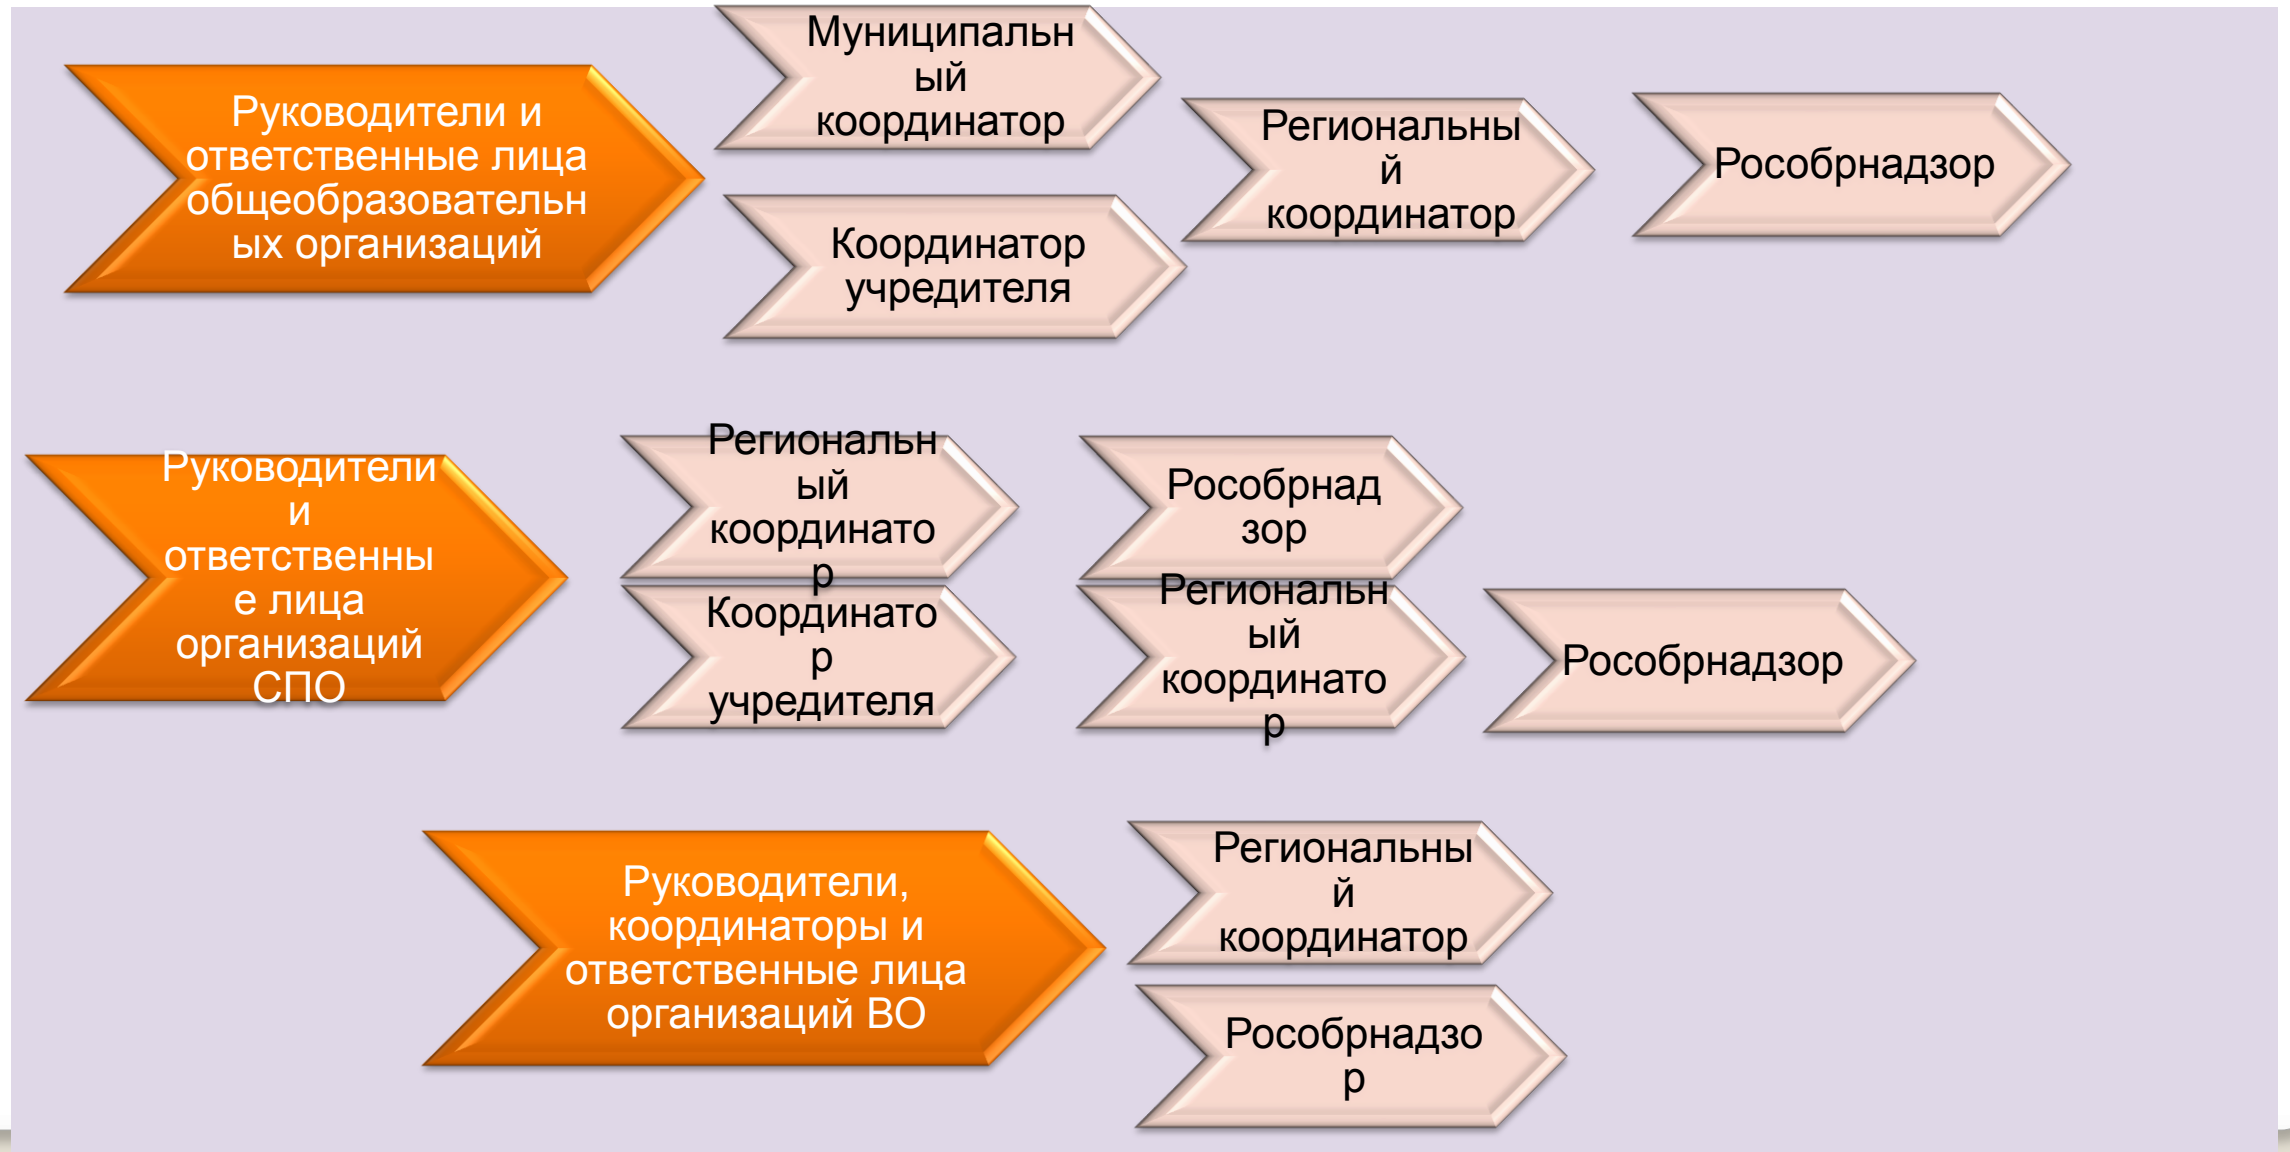 Руководители и
ответственные лица
общеобразовательн
ых организаций
Муниципальн
ый
координатор
Координатор
учредителя
Региональны
й
координатор
Рособрнадзор
Руководители
и
ответственны
е лица
организаций
СПО
Региональн
ый
координато
р
Рособрнад
зор
Координато
р
учредителя
Региональн
ый
координато
р
Рособрнадзор
Руководители,
координаторы и
ответственные лица
организаций ВО
Региональны
й
координатор
Рособрнадзо
р